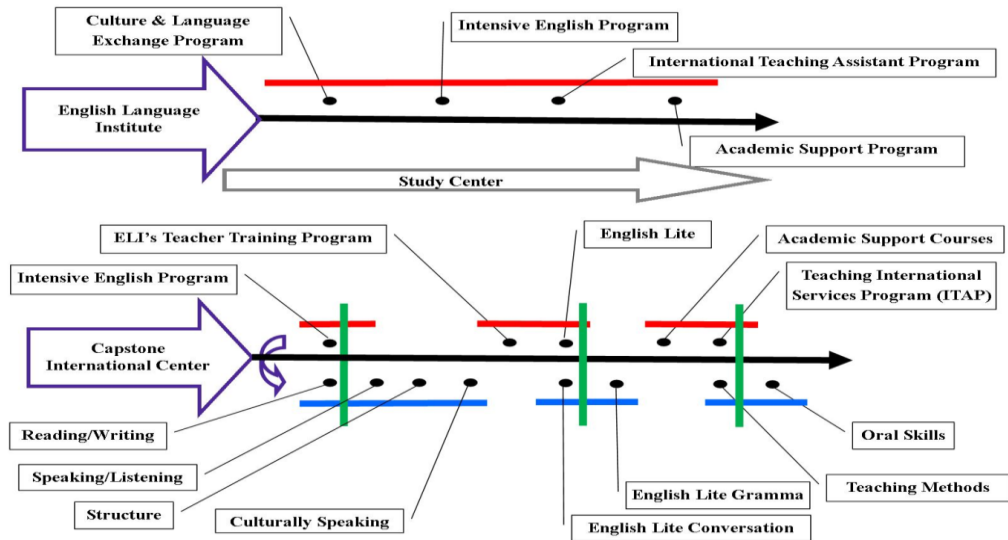 Culture & Language
Exchange Program
Intensive English Program
International Teaching Assistant Program
English Language
Institute
Academic Support Program
Study Center
ELI's Teacher Training Program
English Lite
Academic Support Courses
Intensive English Program
Teaching International
Services Program (ITAP)
Capstone
International Center
Reading/Writing
Oral Skills
Speaking/Listening
English Lite Gramma
Teaching Methods
Structure
Culturally Speaking
English Lite Conversation